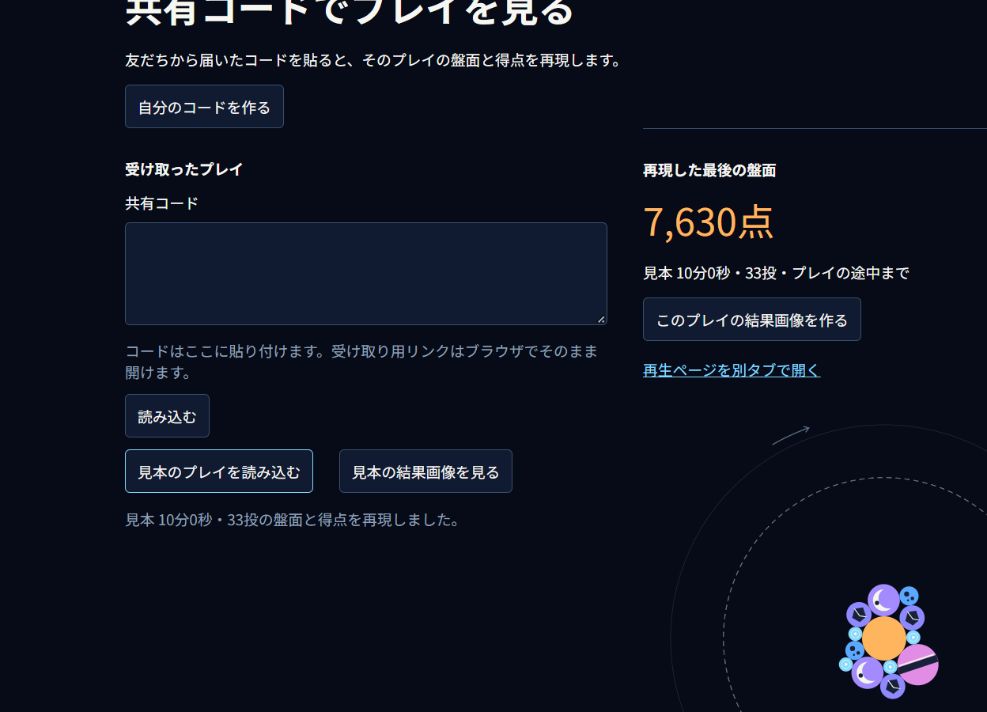 共有コードでプレイを見る
友だちから届いたコードを貼ると、そのプレイの盤面と得点を再現します。
自分のコードを作る
受け取ったプレイ
共有コード
コードはここに貼り付けます。受け取り用リンクはブラウザでそのまま
開けます。
読み込む
見本のプレイを読み込む
見本の結果画像を見る
見本 10分0秒・33投の盤面と得点を再現しました。
再現した最後の盤面
7,630点
見本 10分0秒・33投・プレイの途中まで
このプレイの結果画像を作る
再生ページを別タブで開く